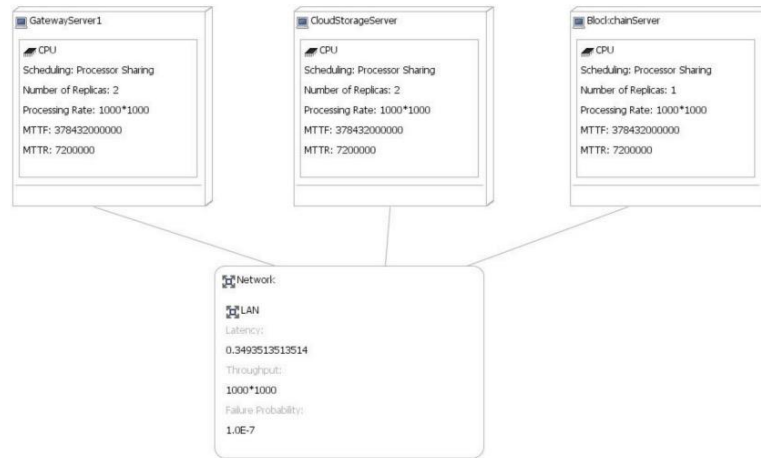 GatewayServer1
CPU
Scheduling: Processor Sharing
Number of Replicas: 2
Processing Rate: 1000*1000
MTTF: 378432000000
MTTR: 7200000
CloudStorageServer
CPU
Scheduling: Processor Sharing
Number of Replicas: 2
Processing Rate: 1000*1000
MTTF: 378432000000
MTTR: 7200000
BlockchainServer
CPU
Scheduling: Processor Sharing
Number of Replicas: 1
Processing Rate: 1000*1000
MTTF: 378432000000
MTTR: 7200000
Network:
LAN
Latency:
0.3493513513514
Throughput:
1000*1000
Failure Probability:
1.0E-7